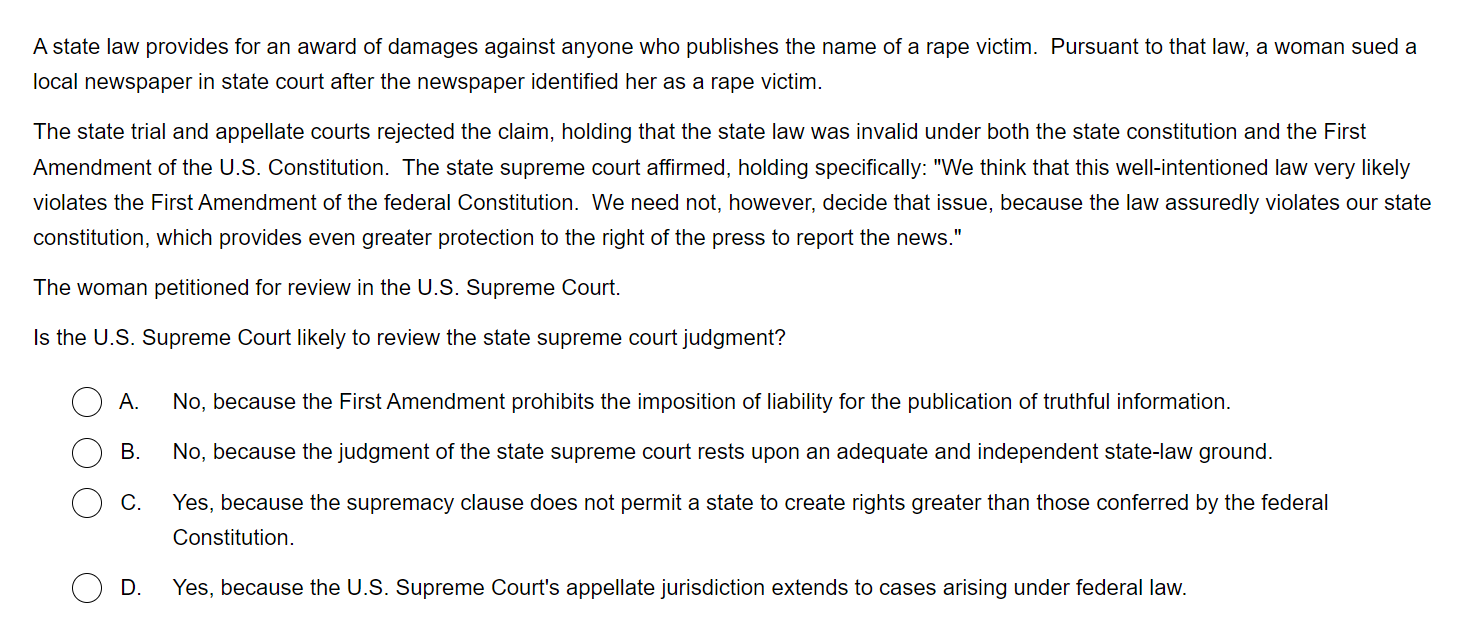 A state law provides for an award of damages against anyone who publishes the name of a rape victim.  Pursuant to that law, a woman sued a
local newspaper in state court after the newspaper identified her as a rape victim.
The state trial and appellate courts rejected the claim, holding that the state law was invalid under both the state constitution and the First
Amendment of the U.S. Constitution.  The state supreme court affirmed, holding specifically: "We think that this well-intentioned law very likely
violates the First Amendment of the federal Constitution.  We need not, however, decide that issue, because the law assuredly violates our state
constitution, which provides even greater protection to the right of the press to report the news."
The woman petitioned for review in the U.S. Supreme Court.
Is the U.S. Supreme Court likely to review the state supreme court judgment?
A. No, because the First Amendment prohibits the imposition of liability for the publication of truthful information.
B. No, because the judgment of the state supreme court rests upon an adequate and independent state-law ground.
C. Yes, because the supremacy clause does not permit a state to create rights greater than those conferred by the federal
Constitution.
D. Yes, because the U.S. Supreme Court's appellate jurisdiction extends to cases arising under federal law.